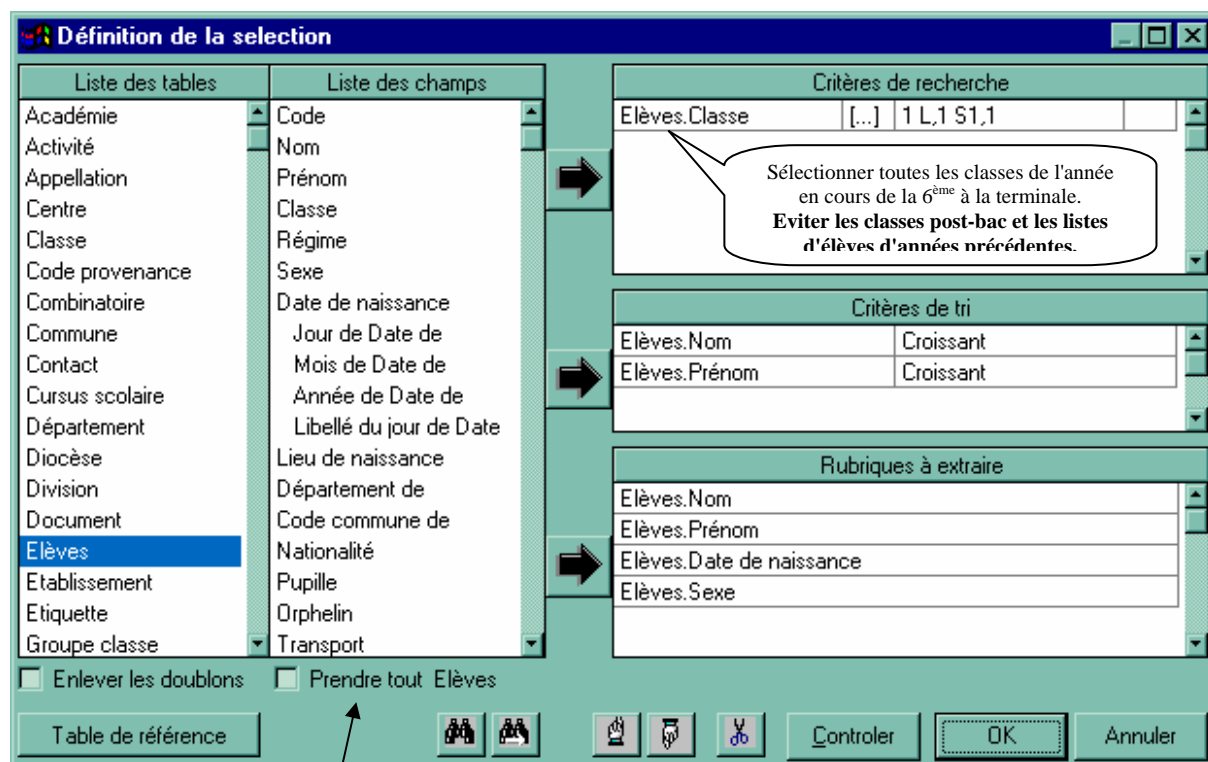 Définition de la selection
Liste des tables
Académie
Activité
Appellation
Centre
Classe
Code provenance
Combinatoire
Commune
Contact
Cursus scolaire
Département
Diocèse
Division
Document
Elèves
Etablissement
Etiquette
Groupe classe
Liste des champs
Code
Nom
Prénom
Classe
Régime
Sexe
Date de naissance
Jour de Date de
Mois de Date de
Année de Date de
Libellé du jour de Date
Lieu de naissance
Département de
Code commune de
Nationalité
Pupille
Orphelin
Transport
Critères de recherche
Elèves.Classe [...] 1 L,1 S1,1
Sélectionner toutes les classes de l'année
en cours de la 6ème à la terminale.
Eviter les classes post-bac et les listes
d'élèves d'années précédentes.
Critères de tri
Elèves.Nom Croissant
Elèves.Prénom Croissant
Rubriques à extraire
Elèves.Nom
Elèves.Prénom
Elèves.Date de naissance
Elèves.Sexe
Enlever les doublons
Prendre tout Elèves
Table de référence
Controler
OK
Annuler